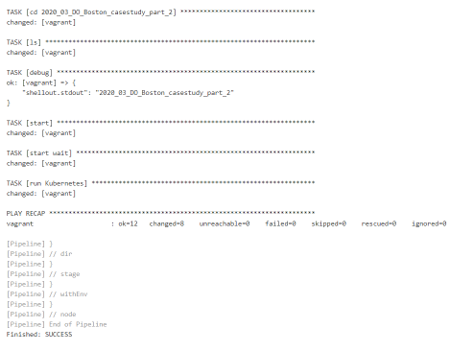 TASK [cd 2020_03_DO_Boston_casestudy_part_2] ***********************************
changed: [vagrant]
TASK [ls] **********************************************************************
changed: [vagrant]
TASK [debug] *******************************************************************
ok: [vagrant] => {
"shellout.stdout": "2020_03_DO_Boston_casestudy_part_2"
}
TASK [start] *******************************************************************
changed: [vagrant]
TASK [start wait] **************************************************************
changed: [vagrant]
TASK [run Kubernetes] **********************************************************
changed: [vagrant]
PLAY RECAP *********************************************************************
vagrant : ok=12 changed=8 unreachable=0 failed=0 skipped=0 rescued=0 ignored=0
[Pipeline] }
[Pipeline] // dir
[Pipeline] }
[Pipeline] // stage
[Pipeline] }
[Pipeline] // withEnv
[Pipeline] }
[Pipeline] // node
[Pipeline] End of Pipeline
Finished: SUCCESS